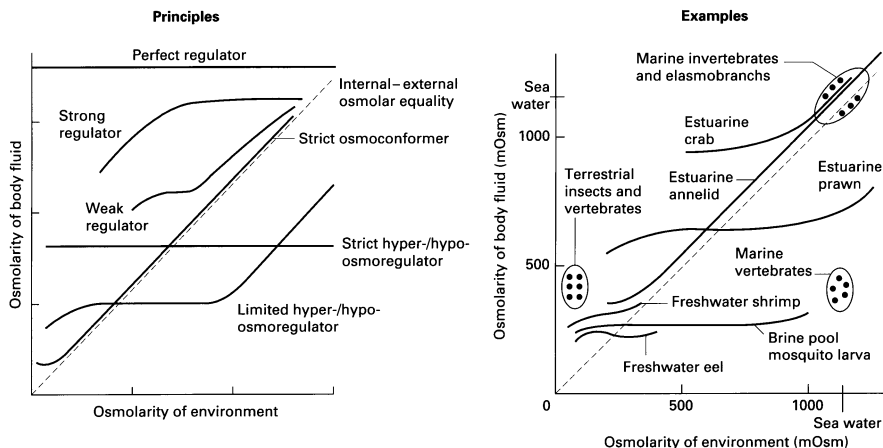 Principles
Perfect regulator
Internal–external
osmolar equality
Strong
regulator
Strict osmoconformer
Weak
regulator
Strict hyper-/hypo-
osmoregulator
Limited hyper-/hypo-
osmoregulator
Osmolarity of body fluid
Osmolarity of environment
Examples
Marine invertebrates
and elasmobranchs
Sea
water
1000
Estuarine
crab
Terrestrial
insects and
vertebrates
Estuarine
annelid
Estuarine
prawn
Marine
vertebrates
500
Freshwater shrimp
Brine pool
mosquito larva
Freshwater eel
Osmolarity of body fluid (mOsm)
0
500
1000
Sea water
Osmolarity of environment (mOsm)